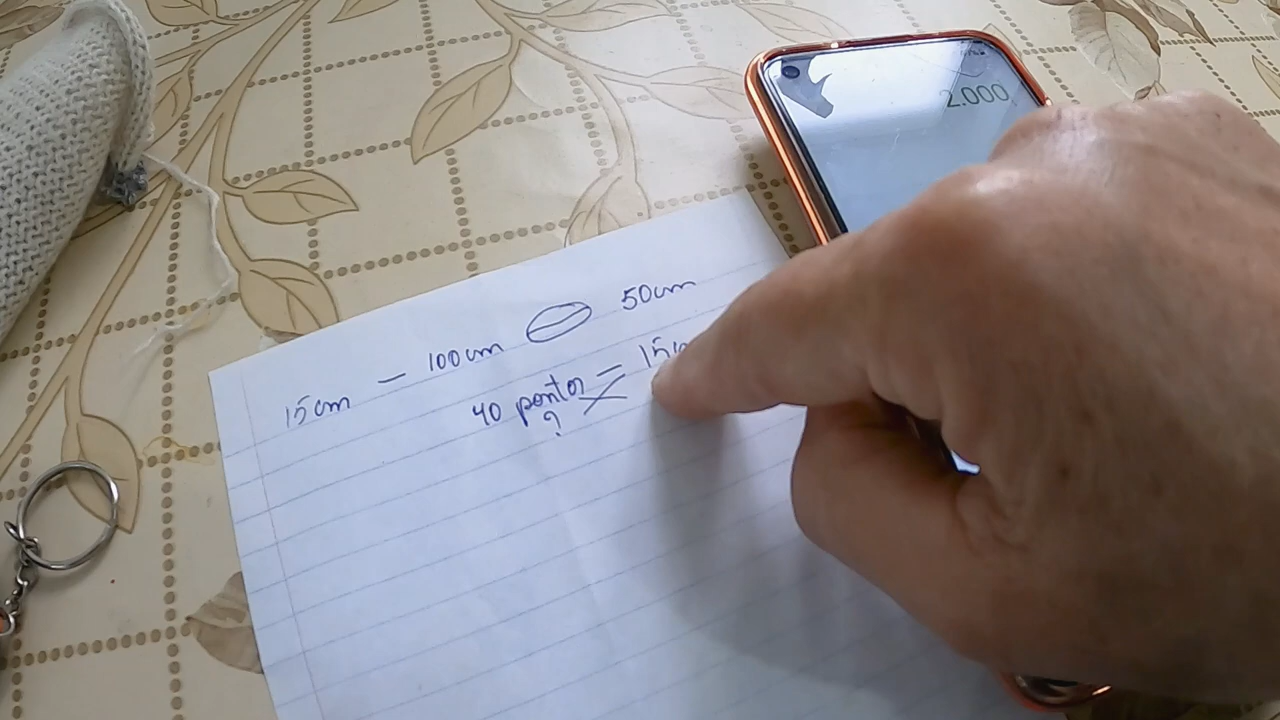 2.000
15cm — 100cm 50cm
40 pontos = 15
?